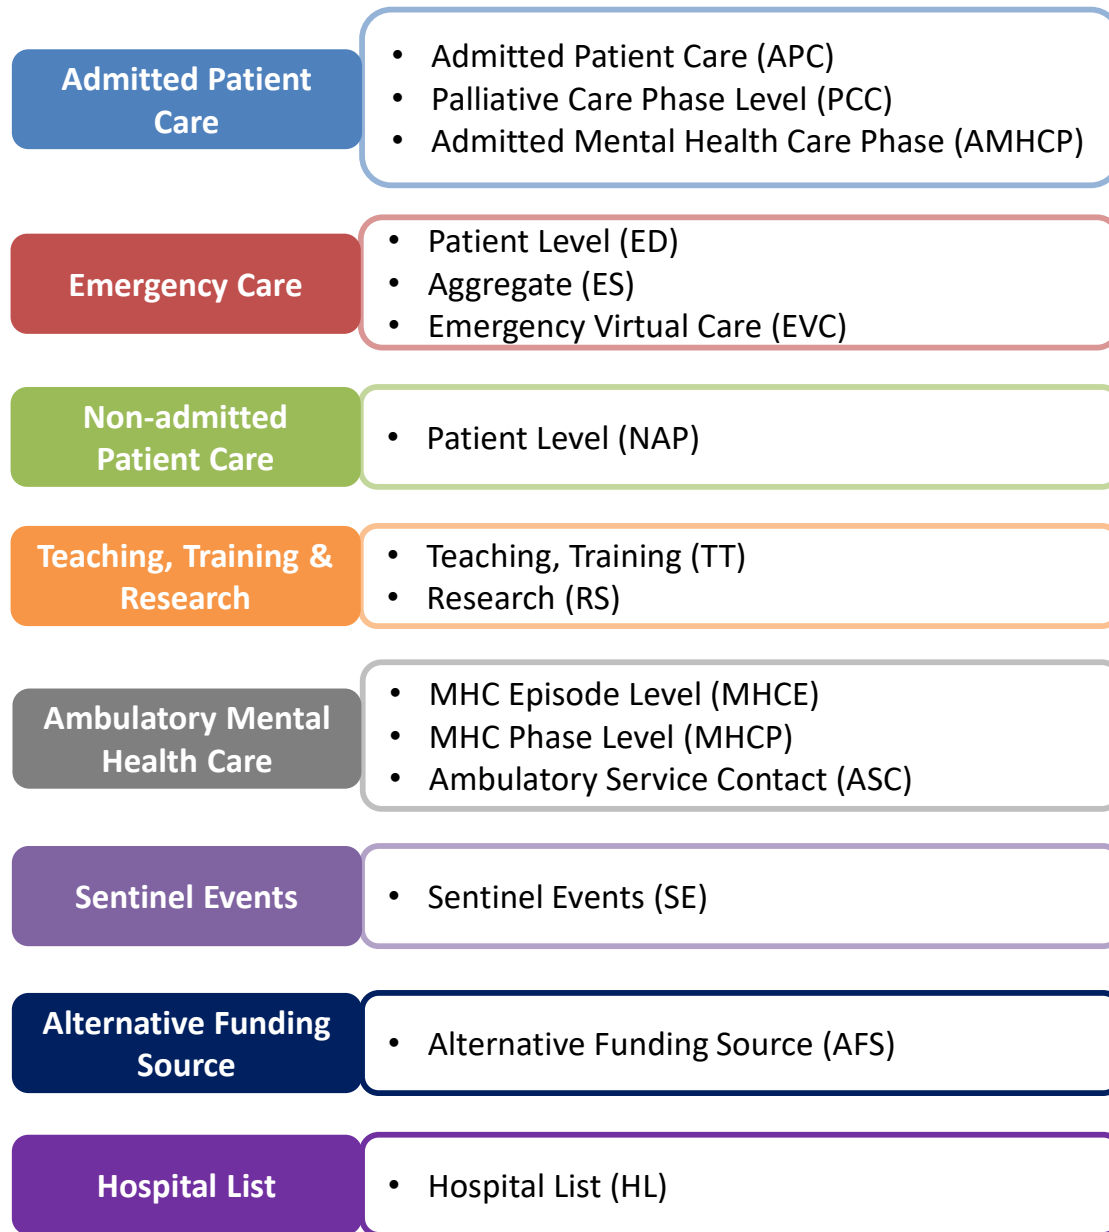 Admitted Patient
Care
• Admitted Patient Care (APC)
• Palliative Care Phase Level (PCC)
• Admitted Mental Health Care Phase (AMHCP)
Emergency Care
• Patient Level (ED)
• Aggregate (ES)
• Emergency Virtual Care (EVC)
Non-admitted
Patient Care
• Patient Level (NAP)
Teaching, Training &
Research
• Teaching, Training (TT)
• Research (RS)
Ambulatory Mental
Health Care
• MHC Episode Level (MHCE)
• MHC Phase Level (MHCP)
• Ambulatory Service Contact (ASC)
Sentinel Events
• Sentinel Events (SE)
Alternative Funding
Source
• Alternative Funding Source (AFS)
Hospital List
• Hospital List (HL)